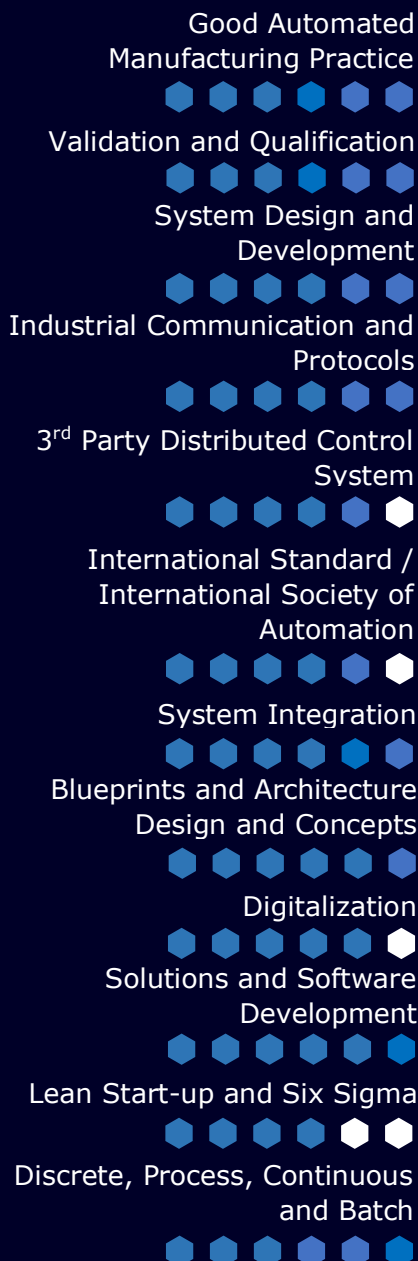 Good Automated
Manufacturing Practice
Validation and Qualification
System Design and
Development
Industrial Communication and
Protocols
3rd Party Distributed Control
System
International Standard /
International Society of
Automation
System Integration
Blueprints and Architecture
Design and Concepts
Digitalization
Solutions and Software
Development
Lean Start-up and Six Sigma
Discrete, Process, Continuous
and Batch